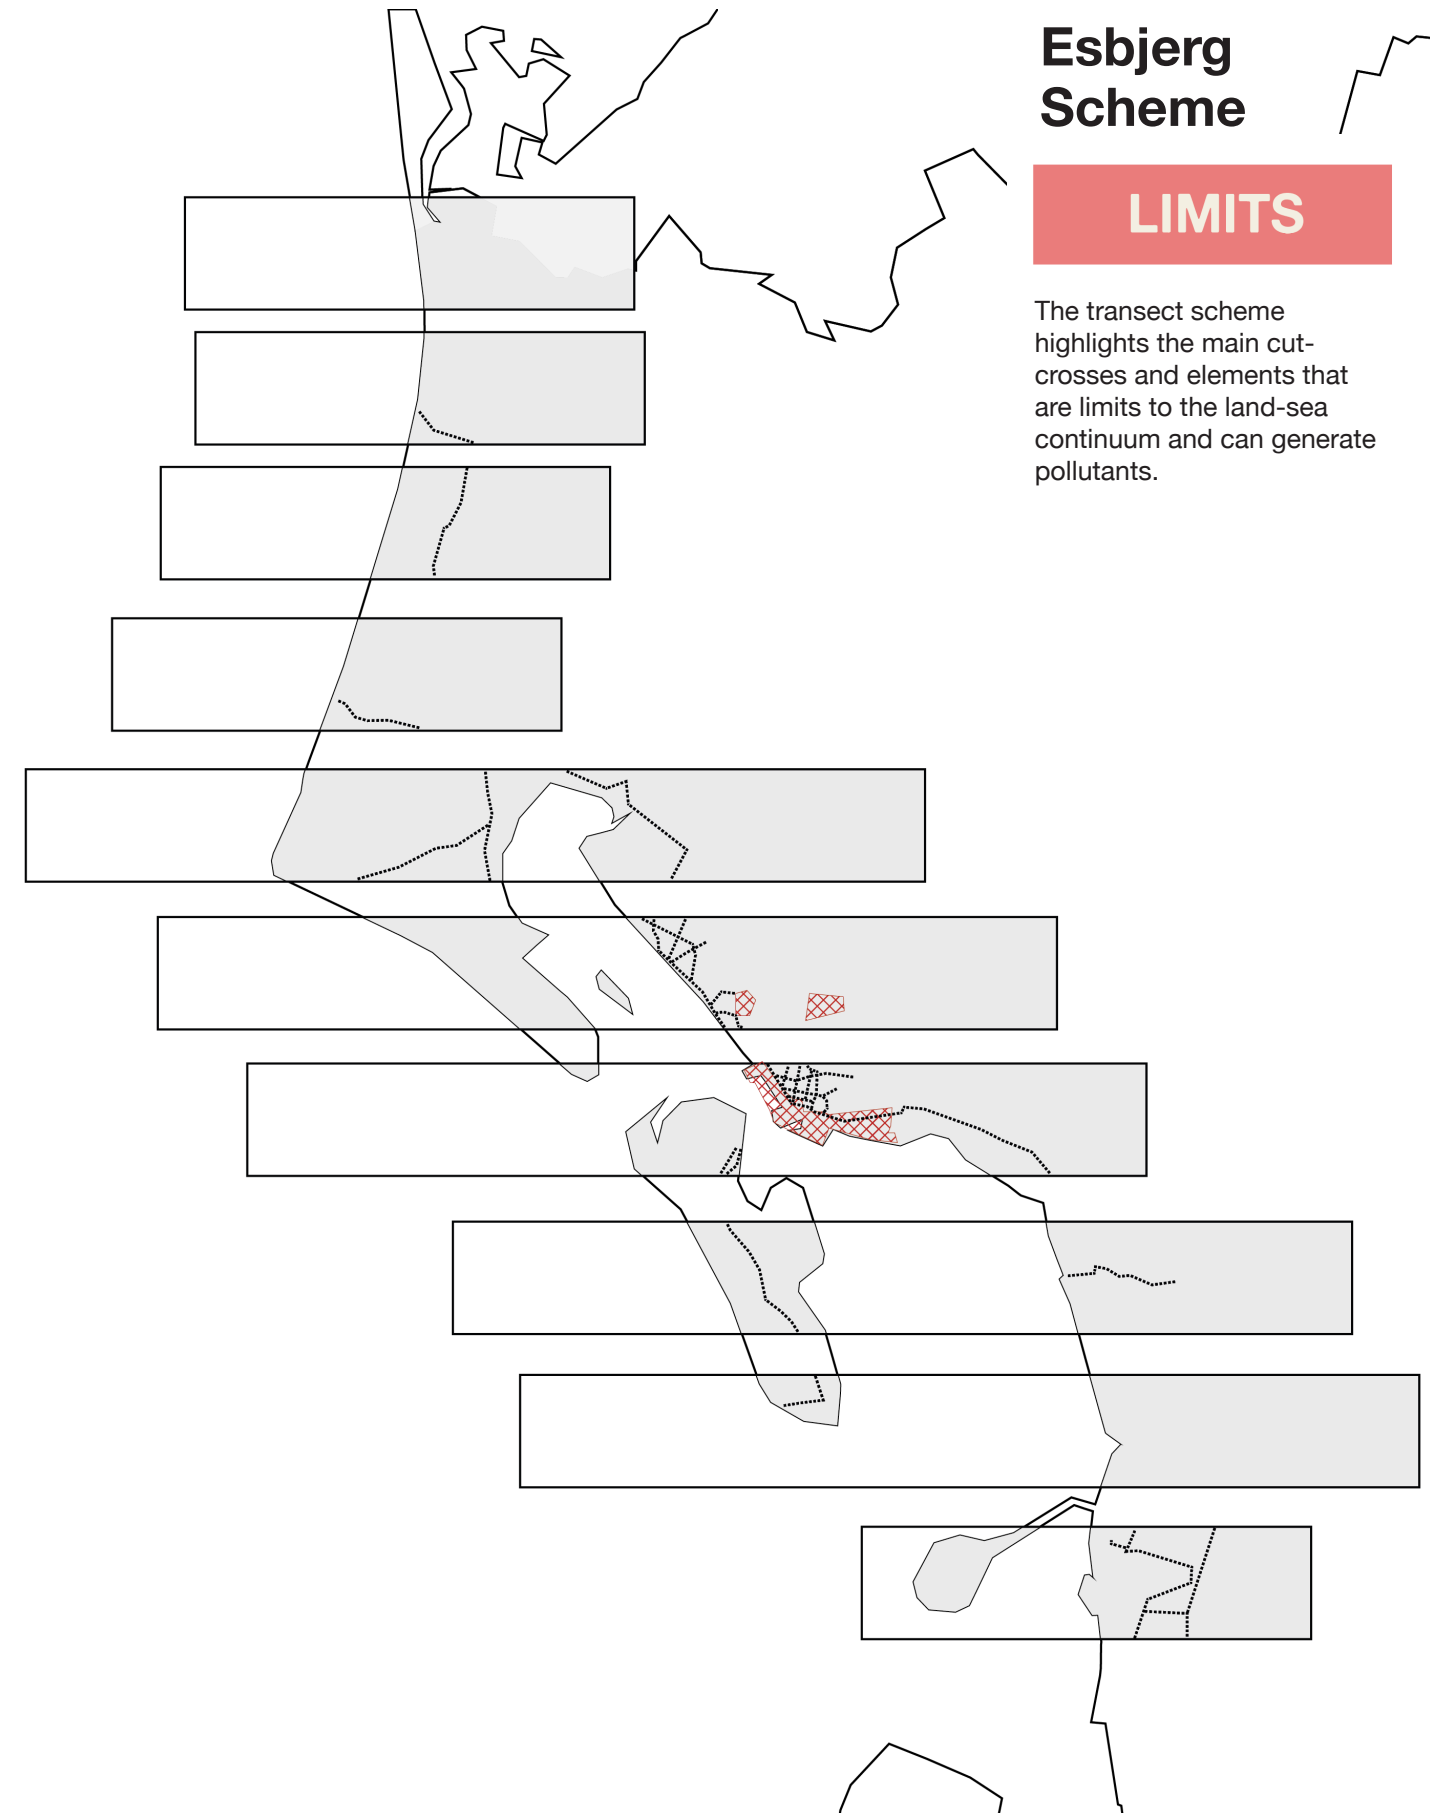 Esbjerg
Scheme
LIMITS
The transect scheme
highlights the main cut-
crosses and elements that
are limits to the land-sea
continuum and can generate
pollutants.